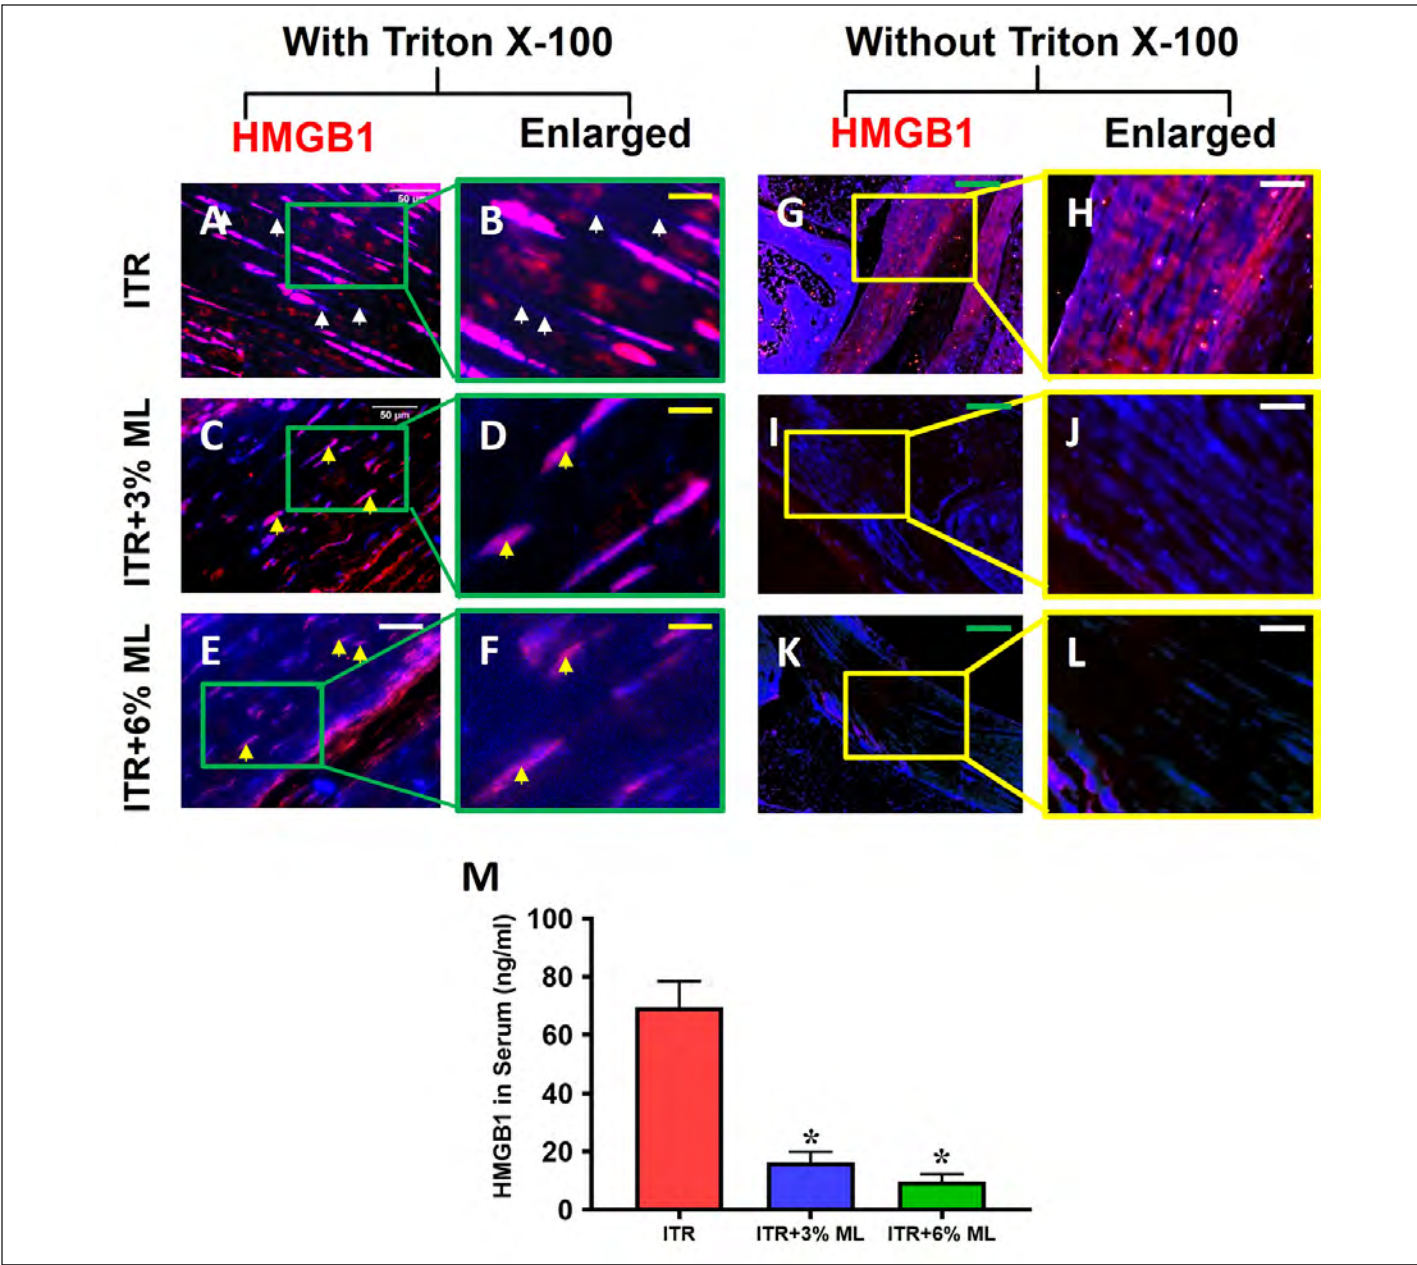 With Triton X-100
Without Triton X-100
HMGB1
Enlarged
HMGB1
Enlarged
ITR
A
50 μm
B
G
H
ITR+3% ML
C
50 μm
D
I
J
ITR+6% ML
E
F
K
L
M
HMGB1 in Serum (ng/ml)
100
80
60
40
20
0
*
*
ITR
ITR+3% ML
ITR+6% ML